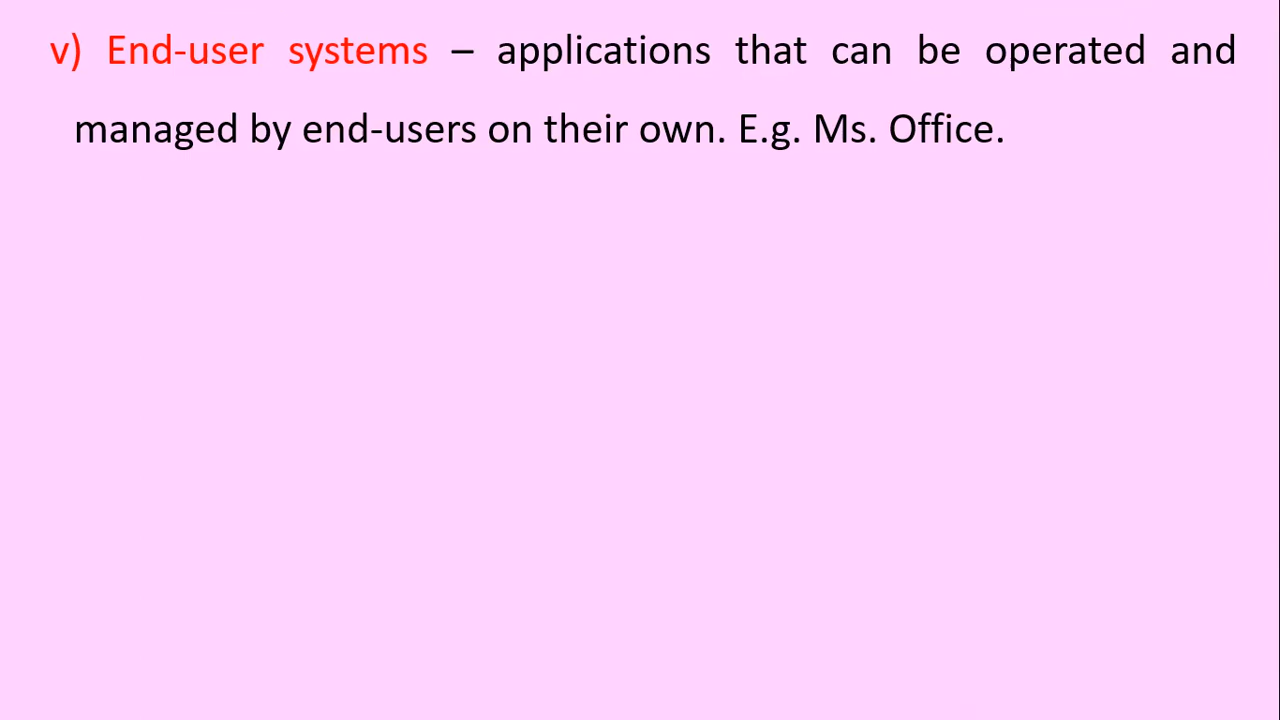 v) End-user systems – applications that can be operated and
managed by end-users on their own. E.g. Ms. Office.